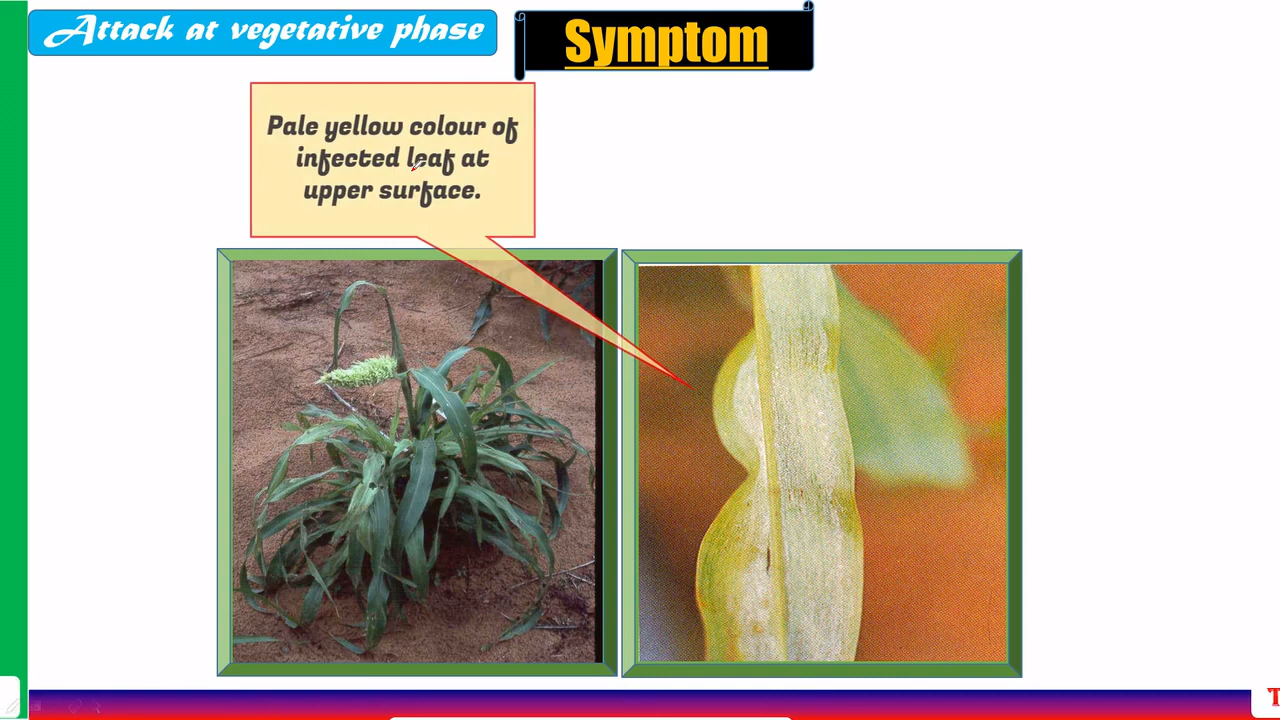 Attack at vegetative phase
Symptom
Pale yellow colour of
infected leaf at
upper surface.
T